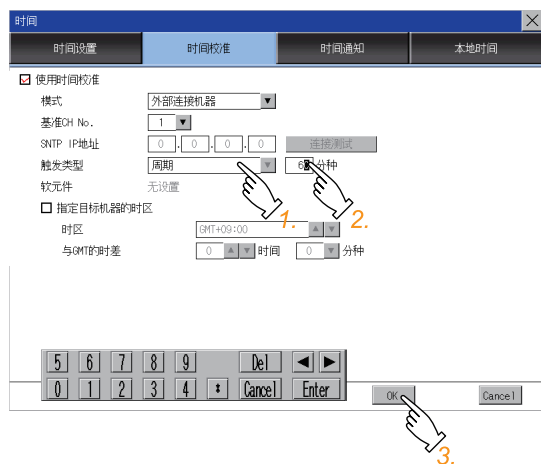 时间
时间设置 时间校准 时间通知 本地时间
使用时间校准
模式 外部连接机器
基准CH No. 1
SNTP IP地址 0 . 0 . 0 . 0 连接测试
触发类型 周期 6 分钟
软元件 无设置
1. 2.
指定目标机器的时区
时区 GMT+09:00
与GMT的时差 0 时间 0 分钟
5 6 7 8 9 Del
0 1 2 3 4 Cancel Enter
OK Cancel
3.